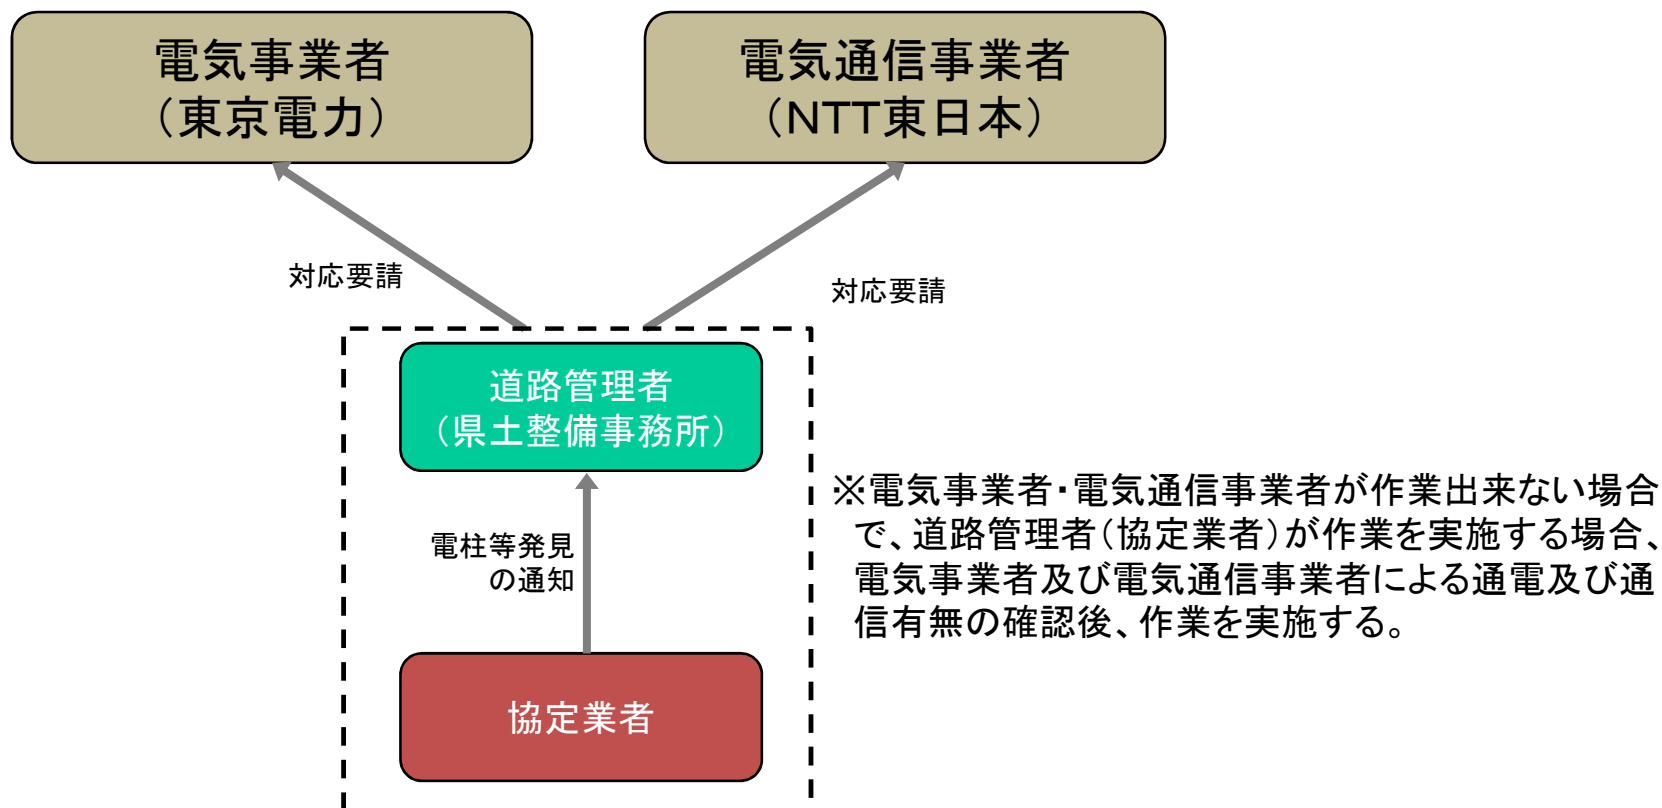 電気事業者
（東京電力）
電気通信事業者
（NTT東日本）
対応要請
対応要請
道路管理者
（県土整備事務所）
電柱等発見
の通知
※電気事業者・電気通信事業者が作業出来ない場合
で、道路管理者（協定業者）が作業を実施する場合、
電気事業者及び電気通信事業者による通電及び通
信有無の確認後、作業を実施する。
協定業者